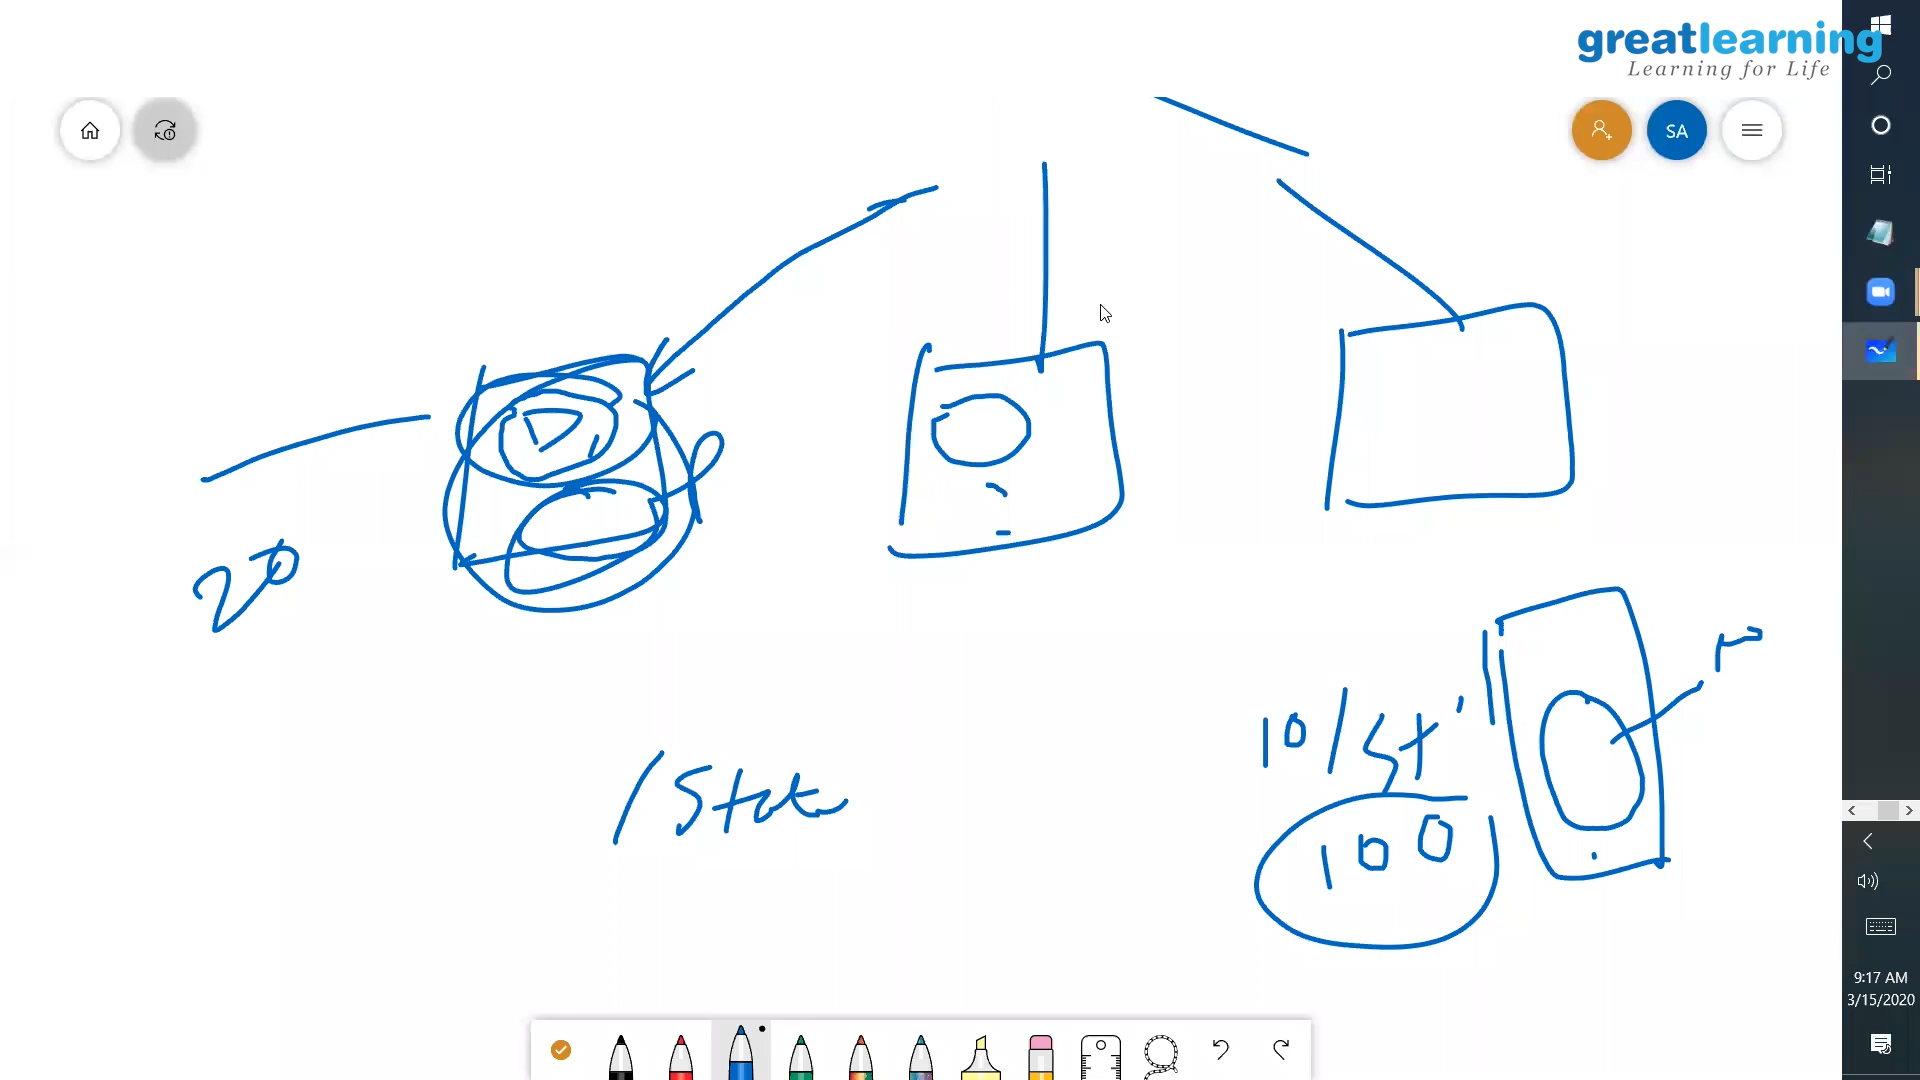 greatlearning
Learning for Life
SA
20
10/St
/State
100
9:17 AM
3/15/2020